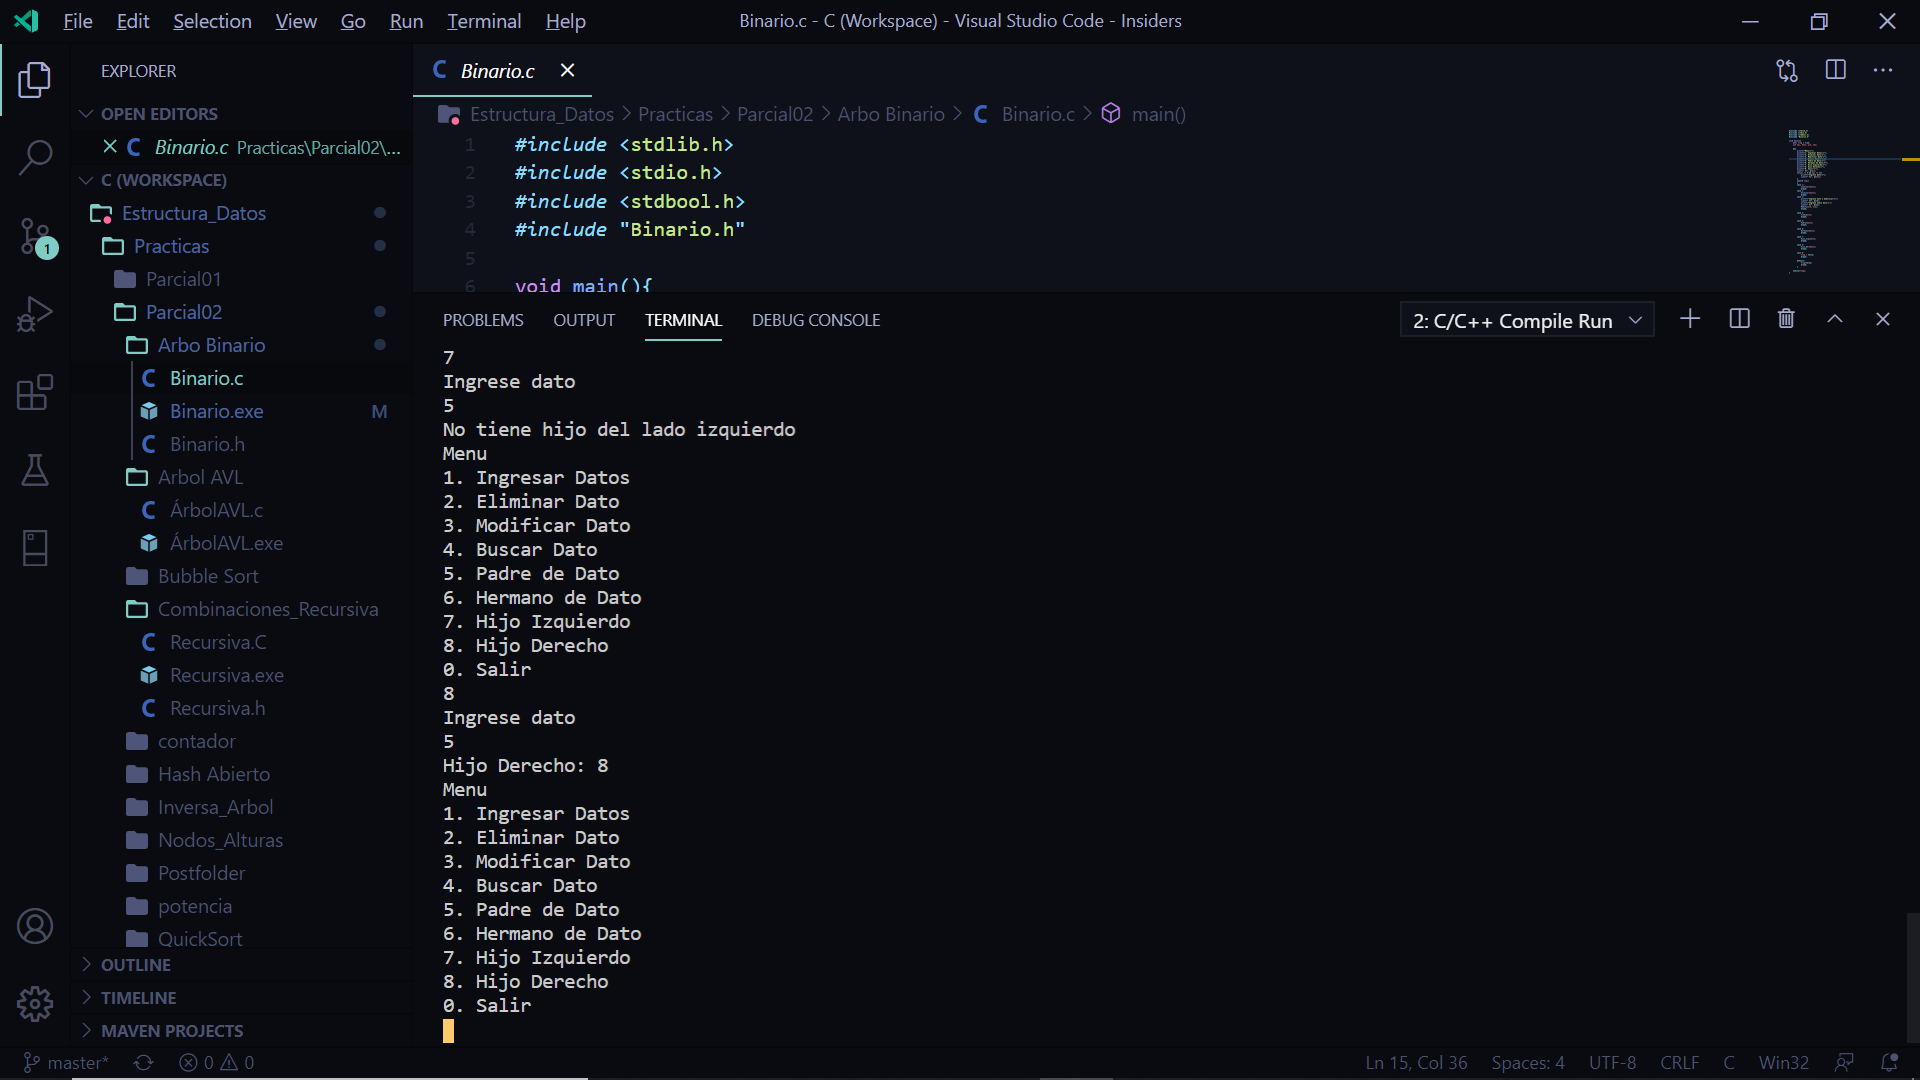 File Edit Selection View Go Run Terminal Help
Binario.c - C (Workspace) - Visual Studio Code - Insiders
EXPLORER
OPEN EDITORS
Binario.c Practicas\Parcial02\...
C (WORKSPACE)
Estructura_Datos
Practicas
Parcial01
Parcial02
Arbo Binario
Binario.c
Binario.exe M
Binario.h
Arbol AVL
ÁrbolAVL.c
ÁrbolAVL.exe
Bubble Sort
Combinaciones_Recursiva
Recursiva.C
Recursiva.exe
Recursiva.h
contador
Hash Abierto
Inversa_Arbol
Nodos_Alturas
Postfolder
potencia
QuickSort
OUTLINE
TIMELINE
MAVEN PROJECTS
1
Binario.c
Estructura_Datos > Practicas > Parcial02 > Arbo Binario > C Binario.c > main()
1 #include <stdlib.h>
2 #include <stdio.h>
3 #include <stdbool.h>
4 #include "Binario.h"
5
6 void main(){
PROBLEMS OUTPUT TERMINAL DEBUG CONSOLE
2: C/C++ Compile Run
7
Ingrese dato
5
No tiene hijo del lado izquierdo
Menu
1. Ingresar Datos
2. Eliminar Dato
3. Modificar Dato
4. Buscar Dato
5. Padre de Dato
6. Hermano de Dato
7. Hijo Izquierdo
8. Hijo Derecho
0. Salir
8
Ingrese dato
5
Hijo Derecho: 8
Menu
1. Ingresar Datos
2. Eliminar Dato
3. Modificar Dato
4. Buscar Dato
5. Padre de Dato
6. Hermano de Dato
7. Hijo Izquierdo
8. Hijo Derecho
0. Salir
master* 0 0
Ln 15, Col 36 Spaces: 4 UTF-8 CRLF C Win32